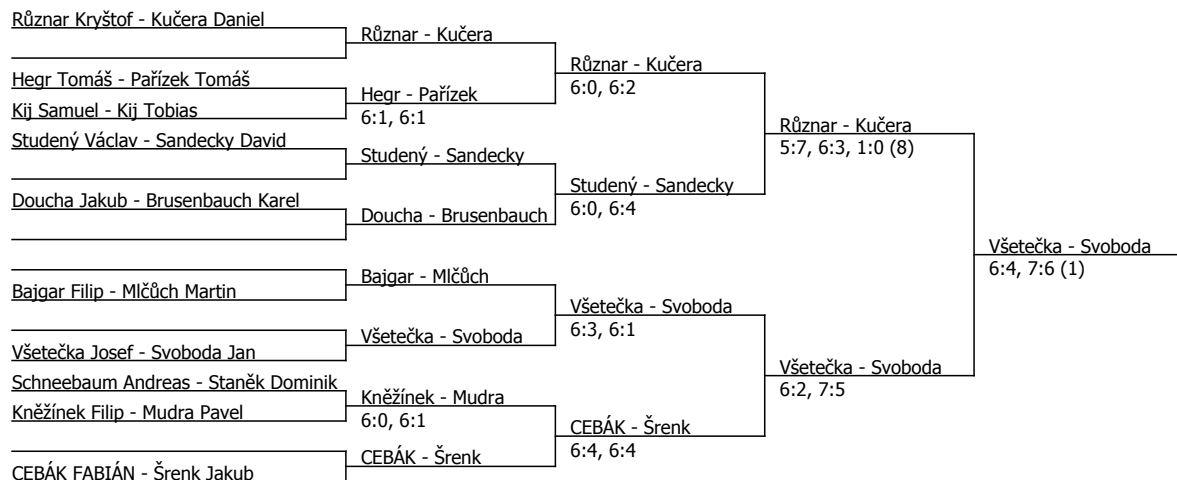 Různar Kryštof - Kučera Daniel
Různar - Kučera
Různar - Kučera
6:0, 6:2
Hegr Tomáš - Pařízek Tomáš
Hegr - Pařízek
6:1, 6:1
Kij Samuel - Kij Tobias
Různar - Kučera
5:7, 6:3, 1:0 (8)
Studený Václav - Sandecky David
Studený - Sandecky
Studený - Sandecky
6:0, 6:4
Doucha Jakub - Brusenbauch Karel
Doucha - Brusenbauch
Všetečka - Svoboda
6:4, 7:6 (1)
Bajgar - Mlčůch
Bajgar Filip - Mlčůch Martin
Všetečka - Svoboda
6:3, 6:1
Všetečka - Svoboda
Všetečka Josef - Svoboda Jan
Všetečka - Svoboda
6:2, 7:5
Schneebaum Andreas - Staněk Dominik
Kněžínek - Mudra
6:0, 6:1
Kněžínek Filip - Mudra Pavel
CEBÁK - Šrenk
6:4, 6:4
CEBÁK - Šrenk
CEBÁK FABIÁN - Šrenk Jakub